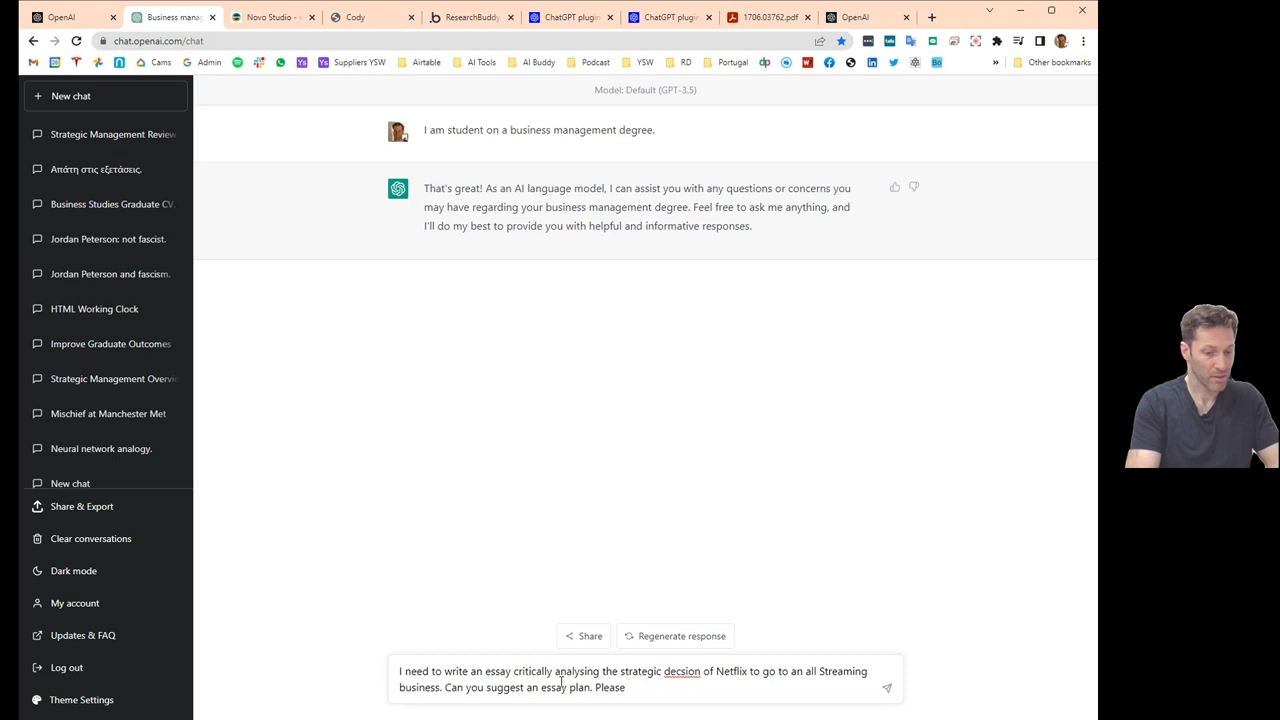 OpenAI
Business manag
Novo Studio - v
Cody
ResearchBuddy
ChatGPT plugin
ChatGPT plugin
1706.03762.pdf
OpenAI
chat.openai.com/chat
Cams
Admin
Suppliers YSW
Airtable
AI Tools
AI Buddy
Podcast
YSW
RD
Portugal
Other bookmarks
New chat
Model: Default (GPT-3.5)
Strategic Management Review
Απάτη στις εξετάσεις.
Business Studies Graduate CV.
Jordan Peterson: not fascist.
Jordan Peterson and fascism.
HTML Working Clock
Improve Graduate Outcomes
Strategic Management Overvi
Mischief at Manchester Met
Neural network analogy.
New chat
Share & Export
Clear conversations
Dark mode
My account
Updates & FAQ
Log out
Theme Settings
I am student on a business management degree.
That's great! As an AI language model, I can assist you with any questions or concerns you
may have regarding your business management degree. Feel free to ask me anything, and
I'll do my best to provide you with helpful and informative responses.
Share
Regenerate response
I need to write an essay critically analysing the strategic decsion of Netflix to go to an all Streaming
business. Can you suggest an essay plan. Please